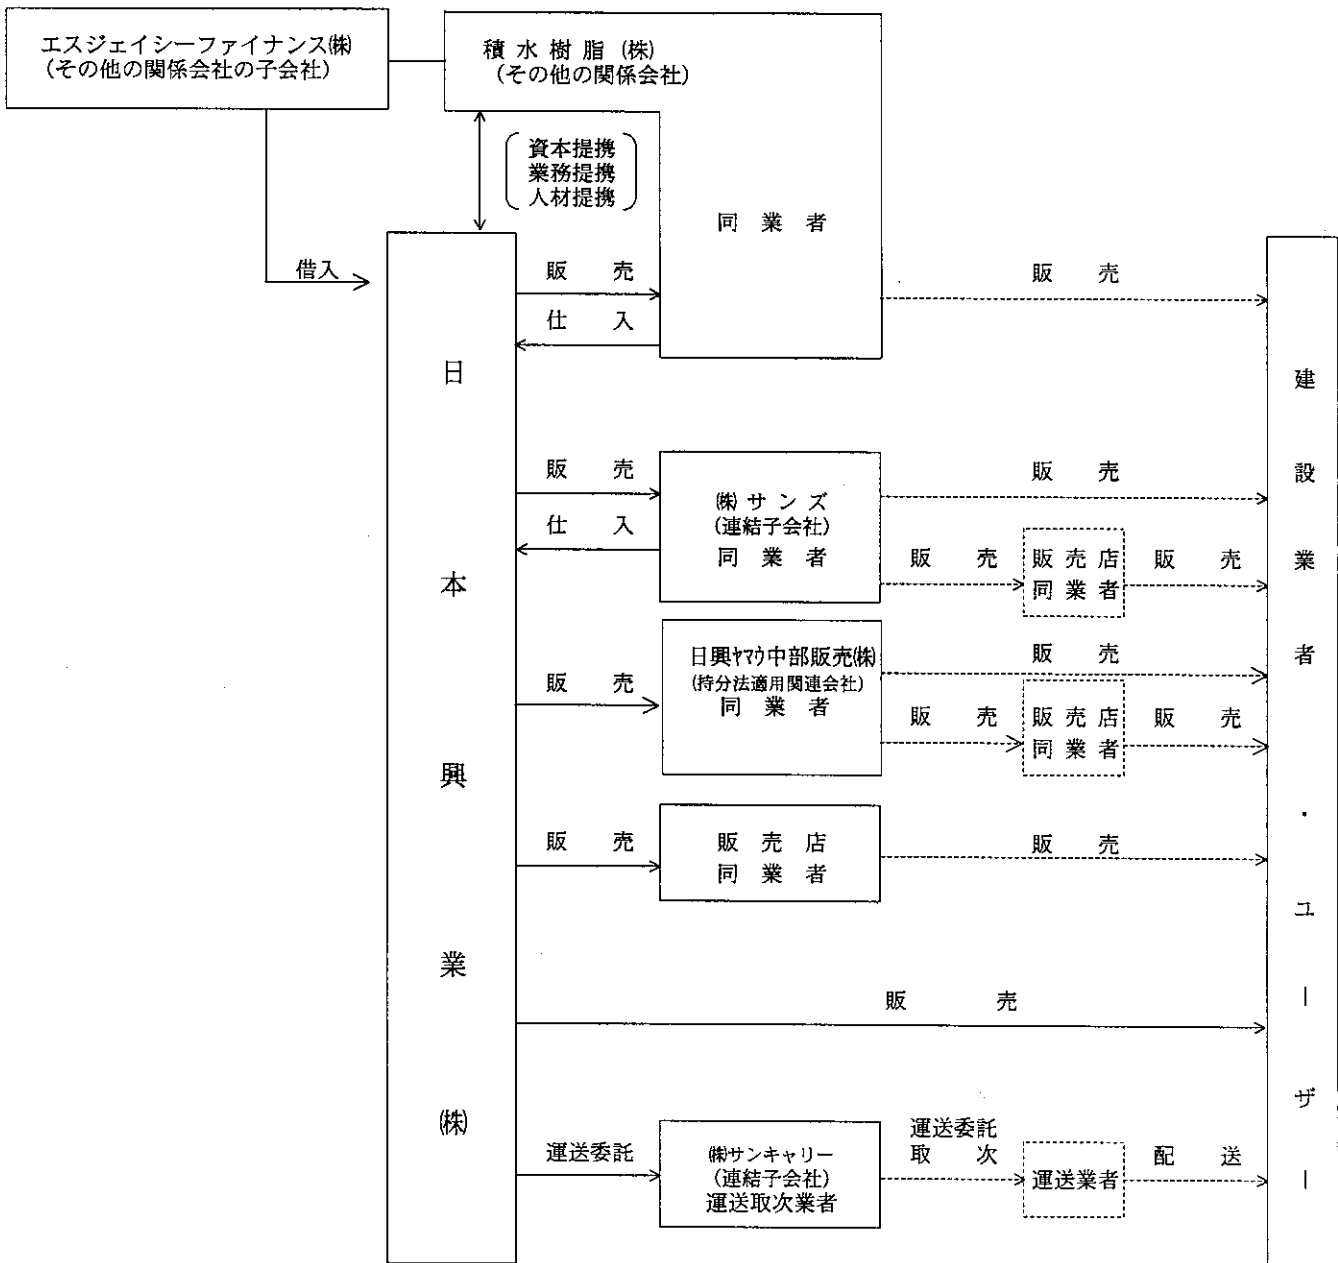 エスジェイシーファイナンス㈱
(その他の関係会社の子会社)
積 水 樹 脂 (株)
(その他の関係会社)
資本提携
業務提携
人材提携
同 業 者
借入
販 売
仕 入
販 売
日本興業㈱
建設業者・ユーザー
販 売
仕 入
㈱ サ ン ズ
(連結子会社)
同 業 者
販 売
販 売
販 売 店
同 業 者
販 売
販 売
日興ヤマウ中部販売㈱
(持分法適用関連会社)
同 業 者
販 売
販 売
販 売 店
同 業 者
販 売
販 売
販 売 店
同 業 者
販 売
販 売
運送委託
㈱サンキャリー
(連結子会社)
運送取次業者
運送委託
取 次
運送業者
配 送